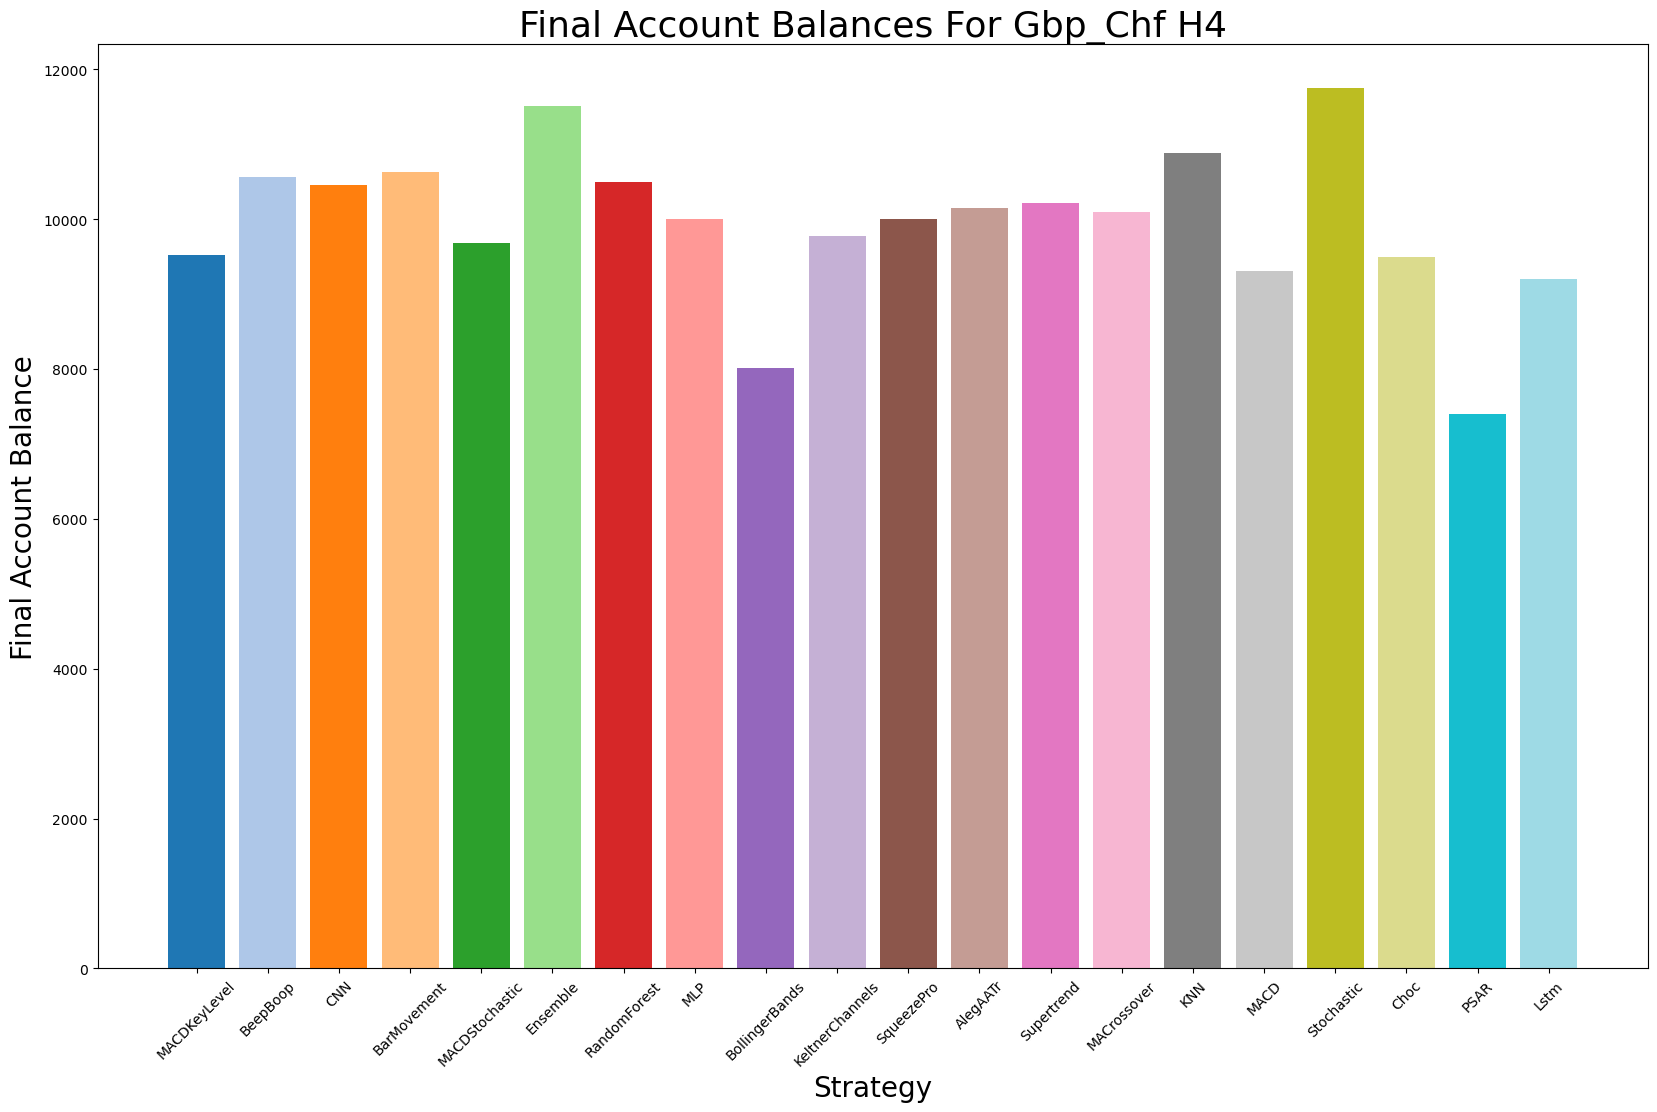 Final Account Balances For Gbp_Chf H4
Final Account Balance
12000
10000
8000
6000
4000
2000
0
MACDKeyLevel
BeepBoop
CNN
BarMovement
MACDStochastic
Ensemble
RandomForest
MLP
BollingerBands
KeltnerChannels
SqueezePro
AlegAATr
Supertrend
MACrossover
KNN
MACD
Stochastic
Choc
PSAR
Lstm
Strategy